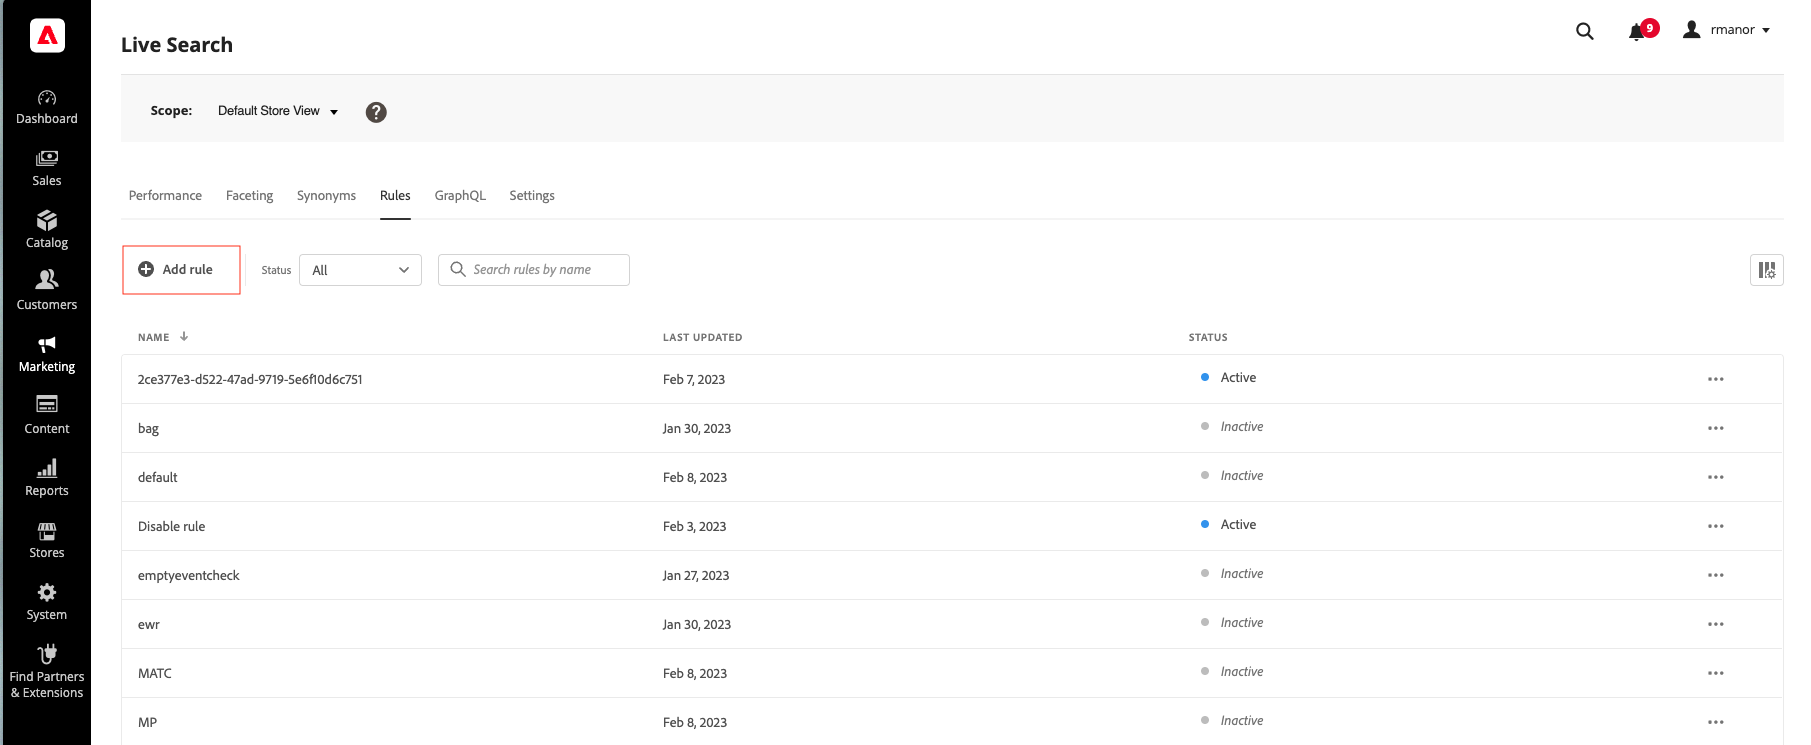 Live Search
9
rmanor
Scope: Default Store View ?
Dashboard
Sales
Catalog
Customers
Marketing
Content
Reports
Stores
System
Find Partners
& Extensions
Performance Faceting Synonyms Rules GraphQL Settings
Add rule Status All Search rules by name
NAME LAST UPDATED STATUS
2ce377e3-d522-47ad-9719-5e6f10d6c751 Feb 7, 2023 Active
bag Jan 30, 2023 Inactive
default Feb 8, 2023 Inactive
Disable rule Feb 3, 2023 Active
emptyeventcheck Jan 27, 2023 Inactive
ewr Jan 30, 2023 Inactive
MATC Feb 8, 2023 Inactive
MP Feb 8, 2023 Inactive